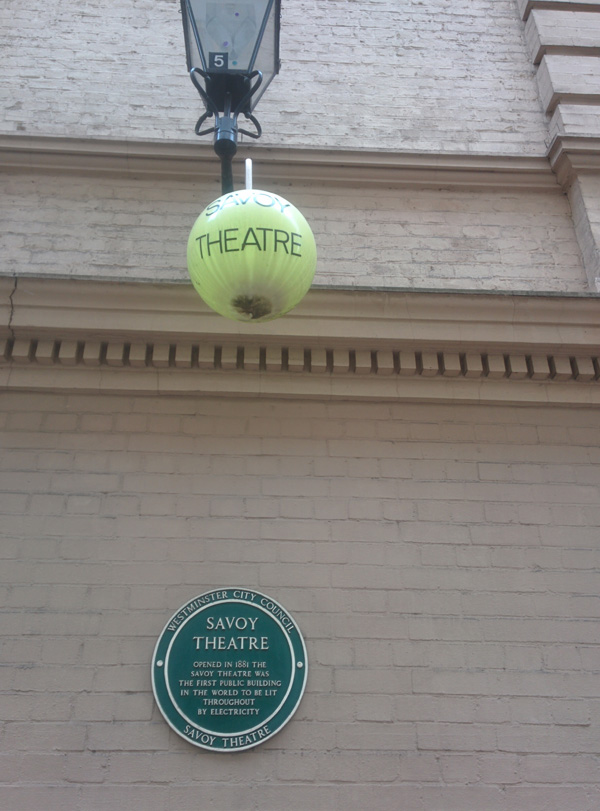 5
SAVOY
THEATRE
WESTMINSTER CITY COUNCIL
SAVOY
THEATRE
OPENED IN 1881 THE
SAVOY THEATRE WAS
THE FIRST PUBLIC BUILDING
IN THE WORLD TO BE LIT
THROUGHOUT
BY ELECTRICITY
SAVOY THEATRE